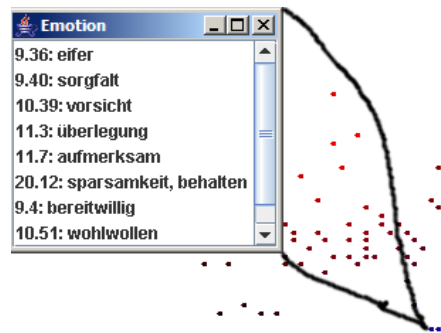 Emotion
9.36: eifer
9.40: sorgfalt
10.39: vorsicht
11.3: überlegung
11.7: aufmerksam
20.12: sparsamkeit, behalten
9.4: bereitwillig
10.51: wohlwollen